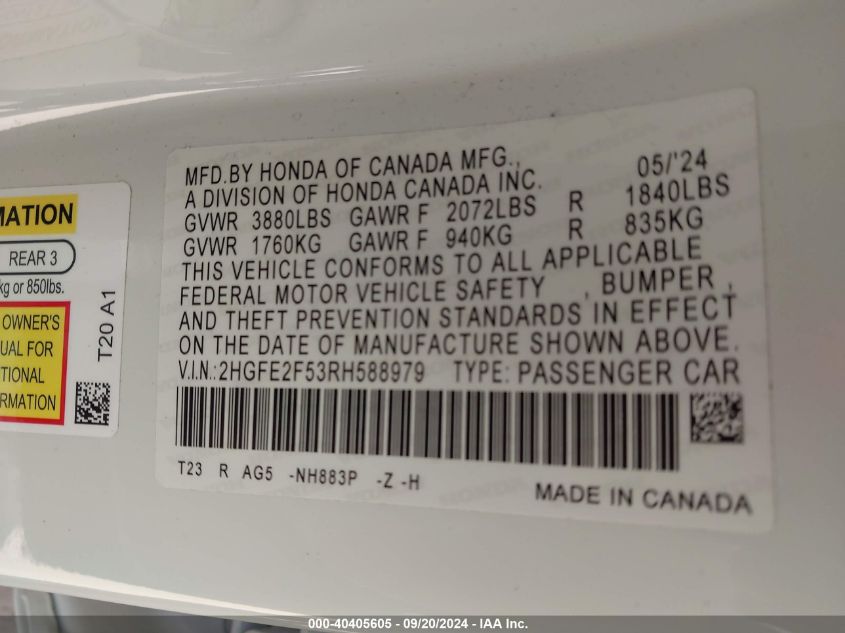 MATION
REAR 3
kg or 850lbs.
OWNER'S
UAL FOR
TIONAL
RMATION
T20 A1
MFD.BY HONDA OF CANADA MFG., 05/'24
A DIVISION OF HONDA CANADA INC.
GVWR 3880LBS GAWR F 2072LBS R 1840LBS
GVWR 1760KG GAWR F 940KG R 835KG
THIS VEHICLE CONFORMS TO ALL APPLICABLE
FEDERAL MOTOR VEHICLE SAFETY , BUMPER ,
AND THEFT PREVENTION STANDARDS IN EFFECT
ON THE DATE OF MANUFACTURE SHOWN ABOVE.
V.I.N.:2HGFE2F53RH588979 TYPE: PASSENGER CAR
T23 R AG5 -NH883P -Z -H
MADE IN CANADA
000-40405605 - 09/20/2024 - IAA Inc.